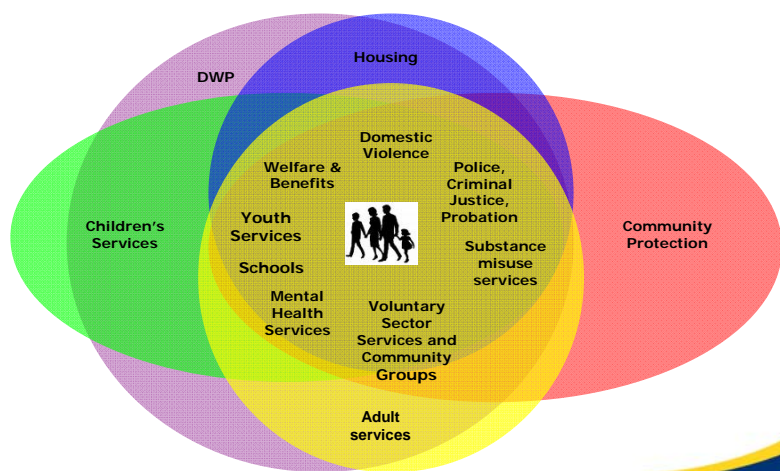 Housing
DWP
Domestic
Violence
Welfare &
Benefits
Police,
Criminal
Justice,
Probation
Children's
Services
Youth
Services
Community
Protection
Substance
misuse
services
Schools
Mental
Health
Services
Voluntary
Sector
Services and
Community
Groups
Adult
services